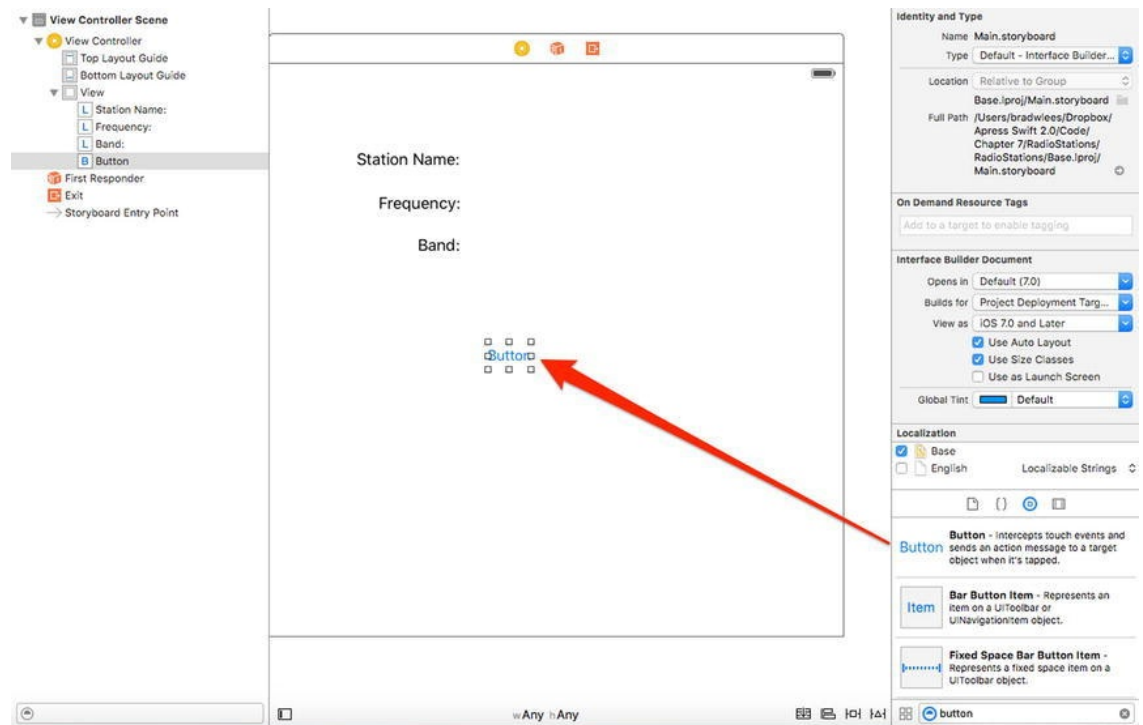 View Controller Scene
View Controller
Top Layout Guide
Bottom Layout Guide
View
L Station Name:
L Frequency:
L Band:
B Button
First Responder
Exit
Storyboard Entry Point
Station Name:
Frequency:
Band:
Button
wAny hAny
Identity and Type
Name Main.storyboard
Type Default - Interface Builder...
Location Relative to Group
Base.lproj/Main.storyboard
Full Path /Users/bradwlees/Dropbox/
Apress Swift 2.0/Code/
Chapter 7/RadioStations/
RadioStations/Base.lproj/
Main.storyboard
On Demand Resource Tags
Add to a target to enable tagging
Interface Builder Document
Opens in Default (7.0)
Builds for Project Deployment Targ...
View as iOS 7.0 and Later
Use Auto Layout
Use Size Classes
Use as Launch Screen
Global Tint Default
Localization
Base
English Localizable Strings
{}
Button
Button - Intercepts touch events and
sends an action message to a target
object when it's tapped.
Item
Bar Button Item - Represents an
item on a UIToolbar or
UINavigationItem object.
Fixed Space Bar Button Item -
Represents a fixed space item on a
UIToolbar object.
button